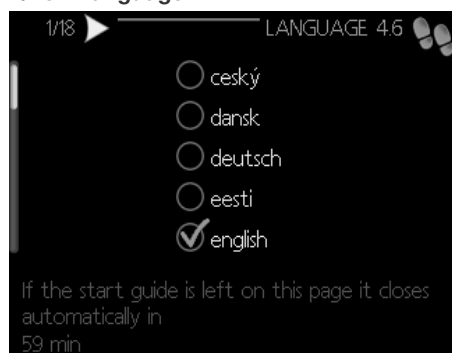 1/18 LANGUAGE 4.6
ceský
dansk
deutsch
eesti
english
If the start guide is left on this page it closes
automatically in
59 min